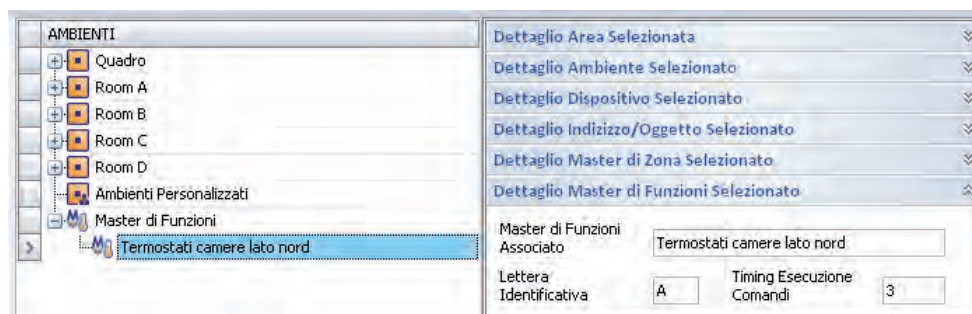 AMBIENTI
Quadro
Room A
Room B
Room C
Room D
Ambienti Personalizzati
Master di Funzioni
Termostati camere lato nord
Dettaglio Area Selezionata
Dettaglio Ambiente Selezionato
Dettaglio Dispositivo Selezionato
Dettaglio Indizizzo/Oggetto Selezionato
Dettaglio Master di Zona Selezionato
Dettaglio Master di Funzioni Selezionato
Master di Funzioni
Associato
Termostati camere lato nord
Lettera
Identificativa
A
Timing Esecuzione
Comandi
3